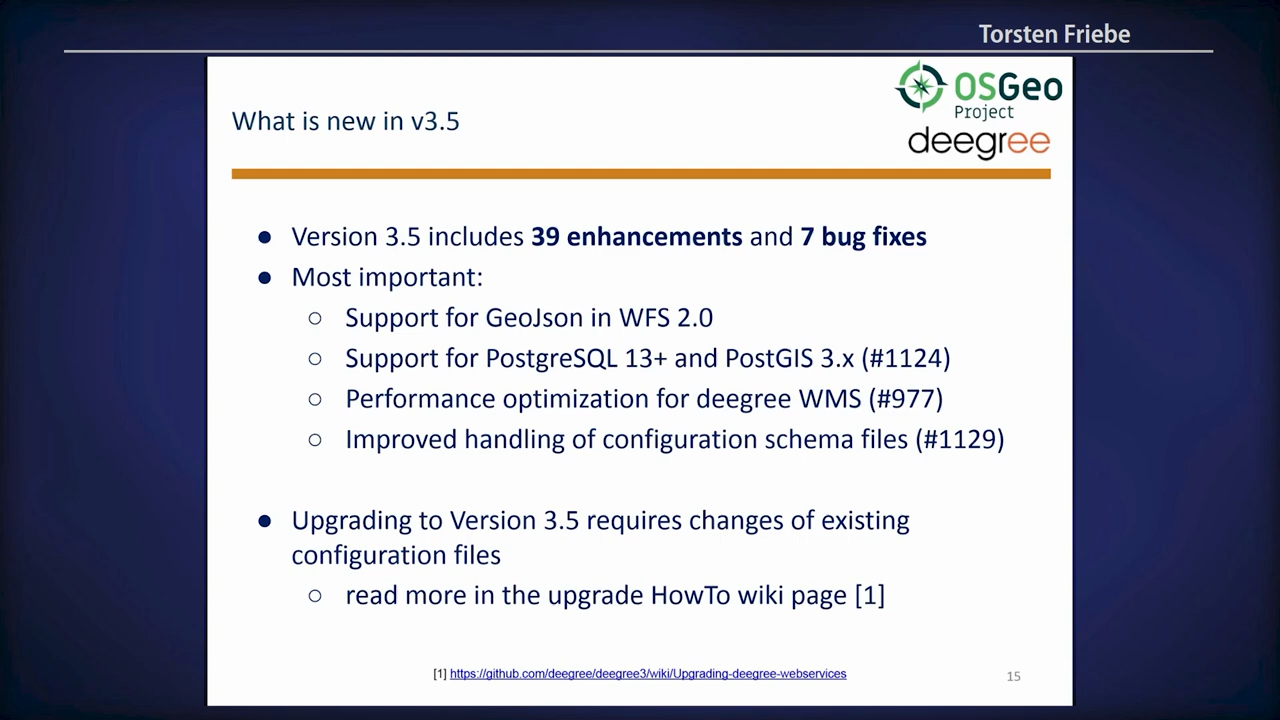 Torsten Friebe
OSGeo
Project
deegree
What is new in v3.5
● Version 3.5 includes 39 enhancements and 7 bug fixes
● Most important:
○ Support for GeoJson in WFS 2.0
○ Support for PostgreSQL 13+ and PostGIS 3.x (#1124)
○ Performance optimization for deegree WMS (#977)
○ Improved handling of configuration schema files (#1129)
● Upgrading to Version 3.5 requires changes of existing
configuration files
○ read more in the upgrade HowTo wiki page [1]
[1] https://github.com/deegree/deegree3/wiki/Upgrading-deegree-webservices
15